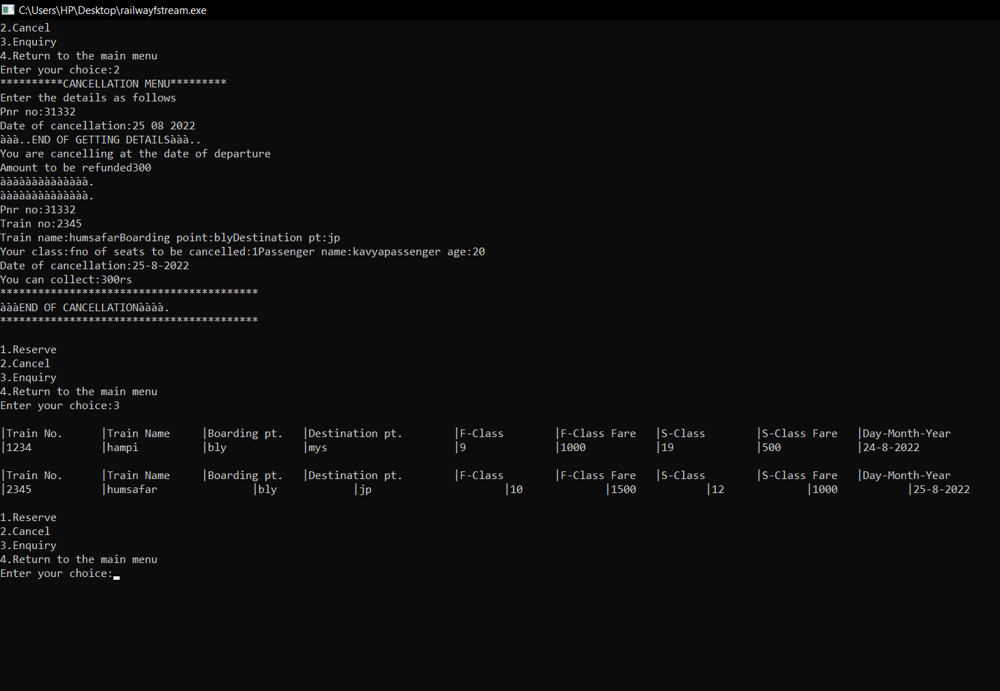 C:\Users\HP\Desktop\railwayfstream.exe
2.Cancel
3.Enquiry
4.Return to the main menu
Enter your choice:2
**********CANCELLATION MENU*********
Enter the details as follows
Pnr no:31332
Date of cancellation:25 08 2022
ààà..END OF GETTING DETAILSààà..
You are cancelling at the date of departure
Amount to be refunded300
àààààààààààààà.
àààààààààààààà.
Pnr no:31332
Train no:2345
Train name:humsafarBoarding point:blyDestination pt:jp
Your class:fno of seats to be cancelled:1Passenger name:kavyapassenger age:20
Date of cancellation:25-8-2022
You can collect:300rs
*****************************************
àààEND OF CANCELLATIONàààà.
*****************************************
1.Reserve
2.Cancel
3.Enquiry
4.Return to the main menu
Enter your choice:3
|Train No. |Train Name |Boarding pt. |Destination pt. |F-Class |F-Class Fare |S-Class |S-Class Fare |Day-Month-Year
|1234 |hampi |bly |mys |9 |1000 |19 |500 |24-8-2022
|Train No. |Train Name |Boarding pt. |Destination pt. |F-Class |F-Class Fare |S-Class |S-Class Fare |Day-Month-Year
|2345 |humsafar |bly |jp |10 |1500 |12 |1000 |25-8-2022
1.Reserve
2.Cancel
3.Enquiry
4.Return to the main menu
Enter your choice: